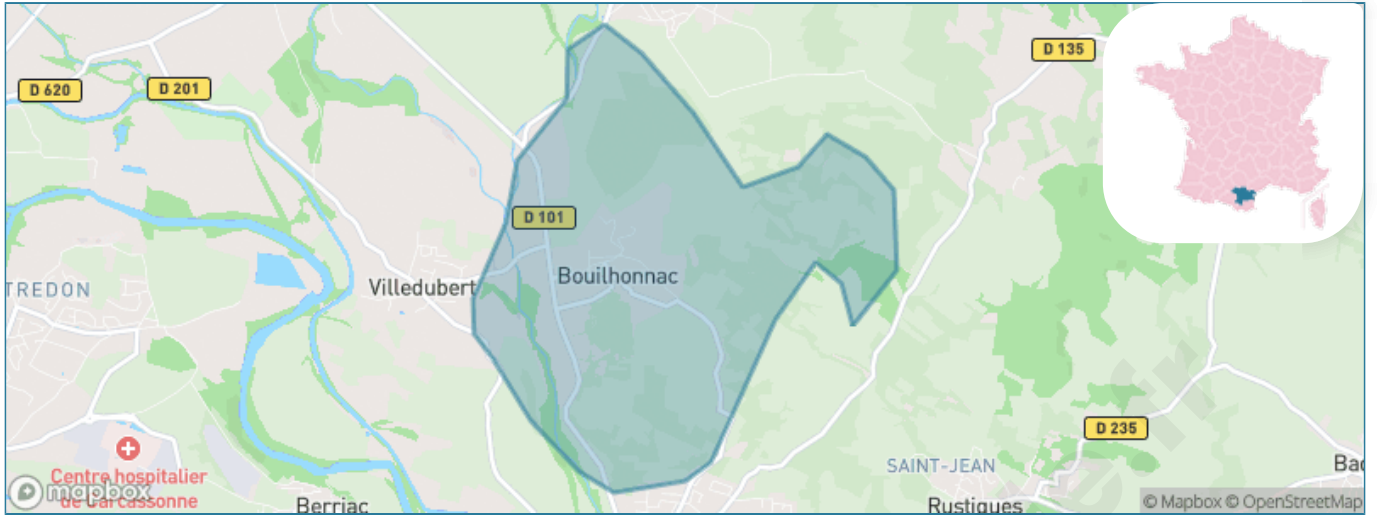 D 135
D 620
D 201
D 101
Bouilhonnac
Villedubert
TREDON
D 235
SAINT-JEAN
Centre hospitalier
de Carcassonne
mapbox
Berriac
Rustiques
Bad
© Mapbox © OpenStreetMap